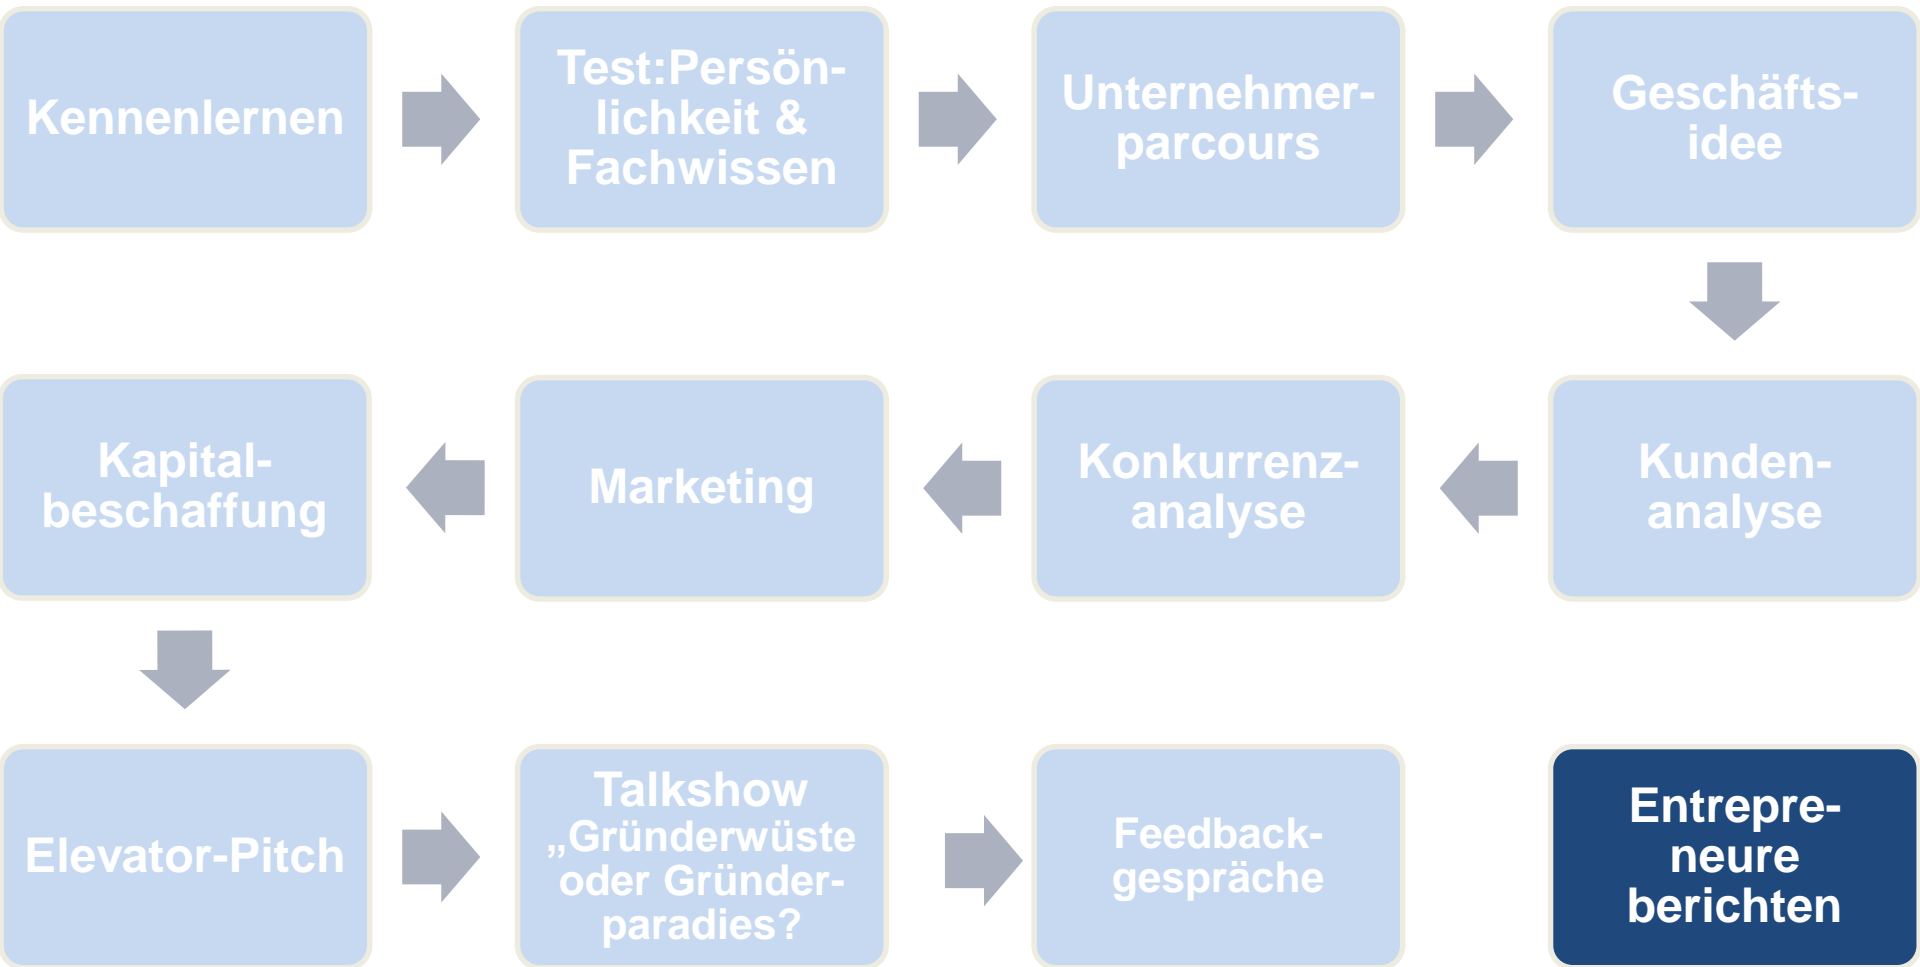 Kennenlernen
Test:Persön-
lichkeit &
Fachwissen
Unternehmer-
parcours
Geschäfts-
idee
Kunden-
analyse
Konkurrenz-
analyse
Marketing
Kapital-
beschaffung
Elevator-Pitch
Talkshow
„Gründerwüste
oder Gründer-
paradies?
Feedback-
gespräche
Entrepre-
neure
berichten